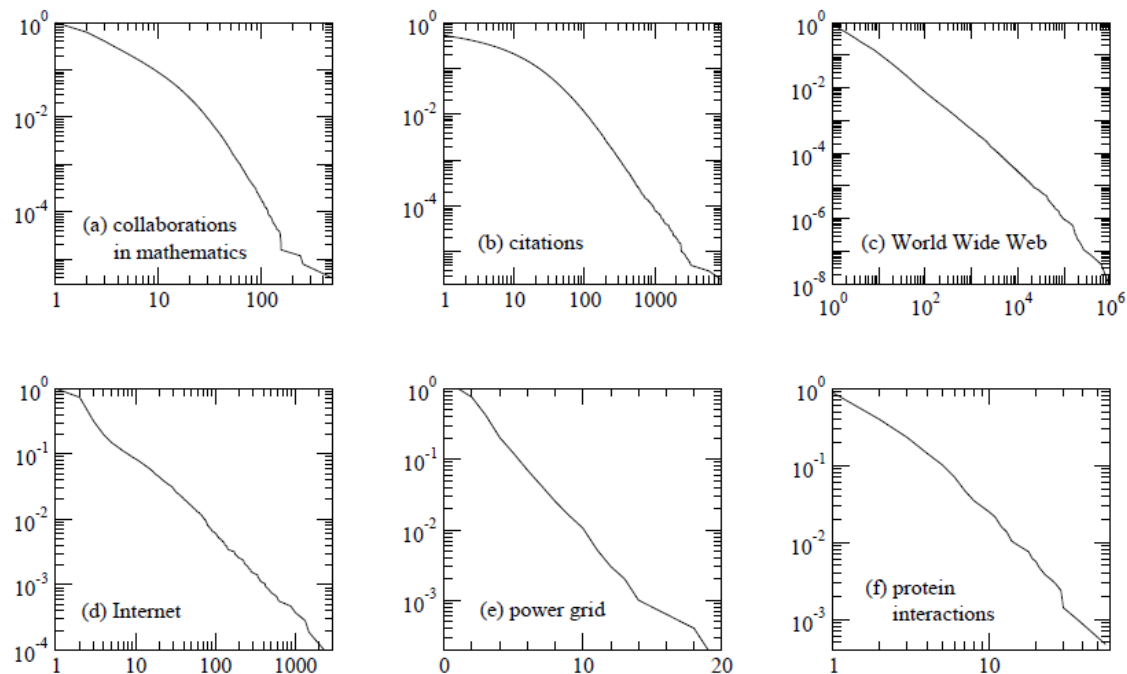 10^0
10^-2
10^-4
1 10 100
(a) collaborations
in mathematics
10^0
10^-2
10^-4
1 10 100 1000
(b) citations
10^0
10^-2
10^-4
10^-6
10^-8
10^0 10^2 10^4 10^6
(c) World Wide Web
10^0
10^-1
10^-2
10^-3
10^-4
1 10 100 1000
(d) Internet
10^0
10^-1
10^-2
10^-3
0 10 20
(e) power grid
10^0
10^-1
10^-2
10^-3
1 10
(f) protein
interactions